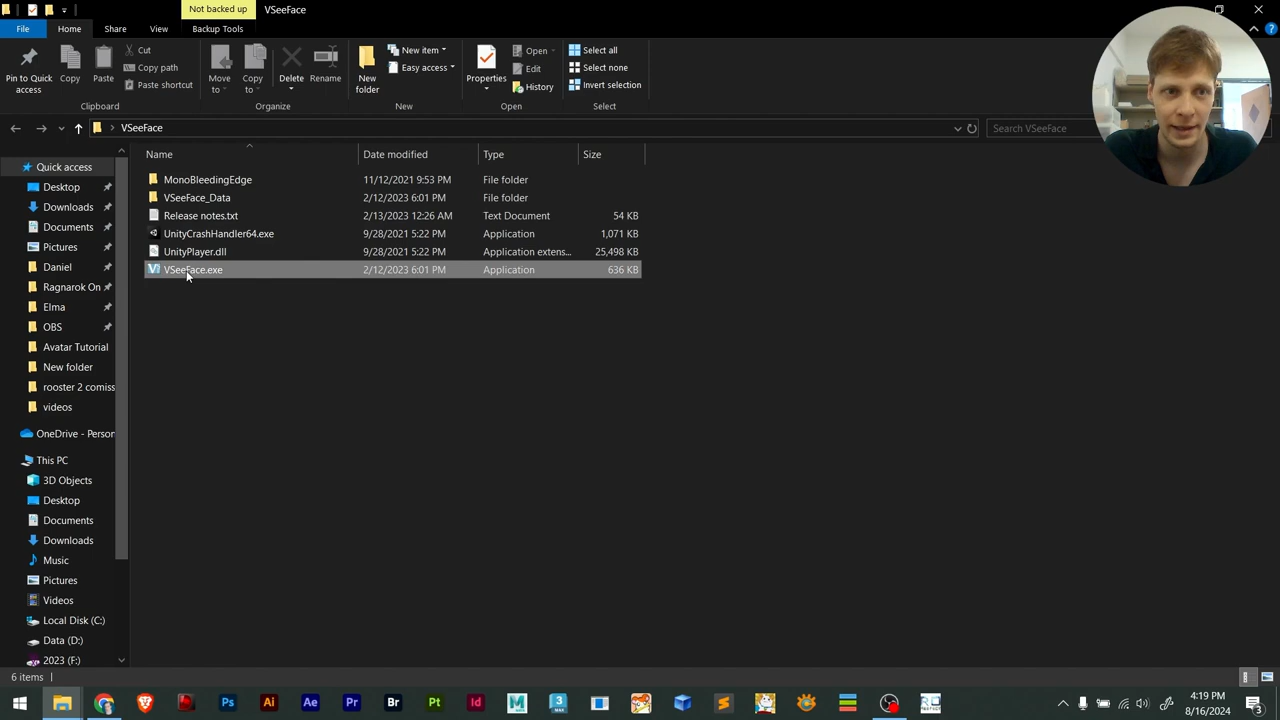 Not backed up
VSeeFace
File
Home
Share
View
Backup Tools
Pin to Quick access
Copy
Paste
Cut
Copy path
Paste shortcut
Clipboard
Move to
Copy to
Delete
Rename
Organize
New folder
New item
Easy access
New
Properties
Open
Edit
History
Open
Select all
Select none
Invert selection
Select
VSeeFace
Search VSeeFace
Quick access
Desktop
Downloads
Documents
Pictures
Daniel
Ragnarok On
Elma
OBS
Avatar Tutorial
New folder
rooster 2 comiss
videos
OneDrive - Person
This PC
3D Objects
Desktop
Documents
Downloads
Music
Pictures
Videos
Local Disk (C:)
Data (D:)
2023 (F:)
Name Date modified Type Size
MonoBleedingEdge 11/12/2021 9:53 PM File folder
VSeeFace_Data 2/12/2023 6:01 PM File folder
Release notes.txt 2/13/2023 12:26 AM Text Document 54 KB
UnityCrashHandler64.exe 9/28/2021 5:22 PM Application 1,071 KB
UnityPlayer.dll 9/28/2021 5:22 PM Application extens... 25,498 KB
VSeeFace.exe 2/12/2023 6:01 PM Application 636 KB
6 items
Ps
Ai
Ae
Pr
Br
Pt
Id
4:19 PM
8/16/2024
3